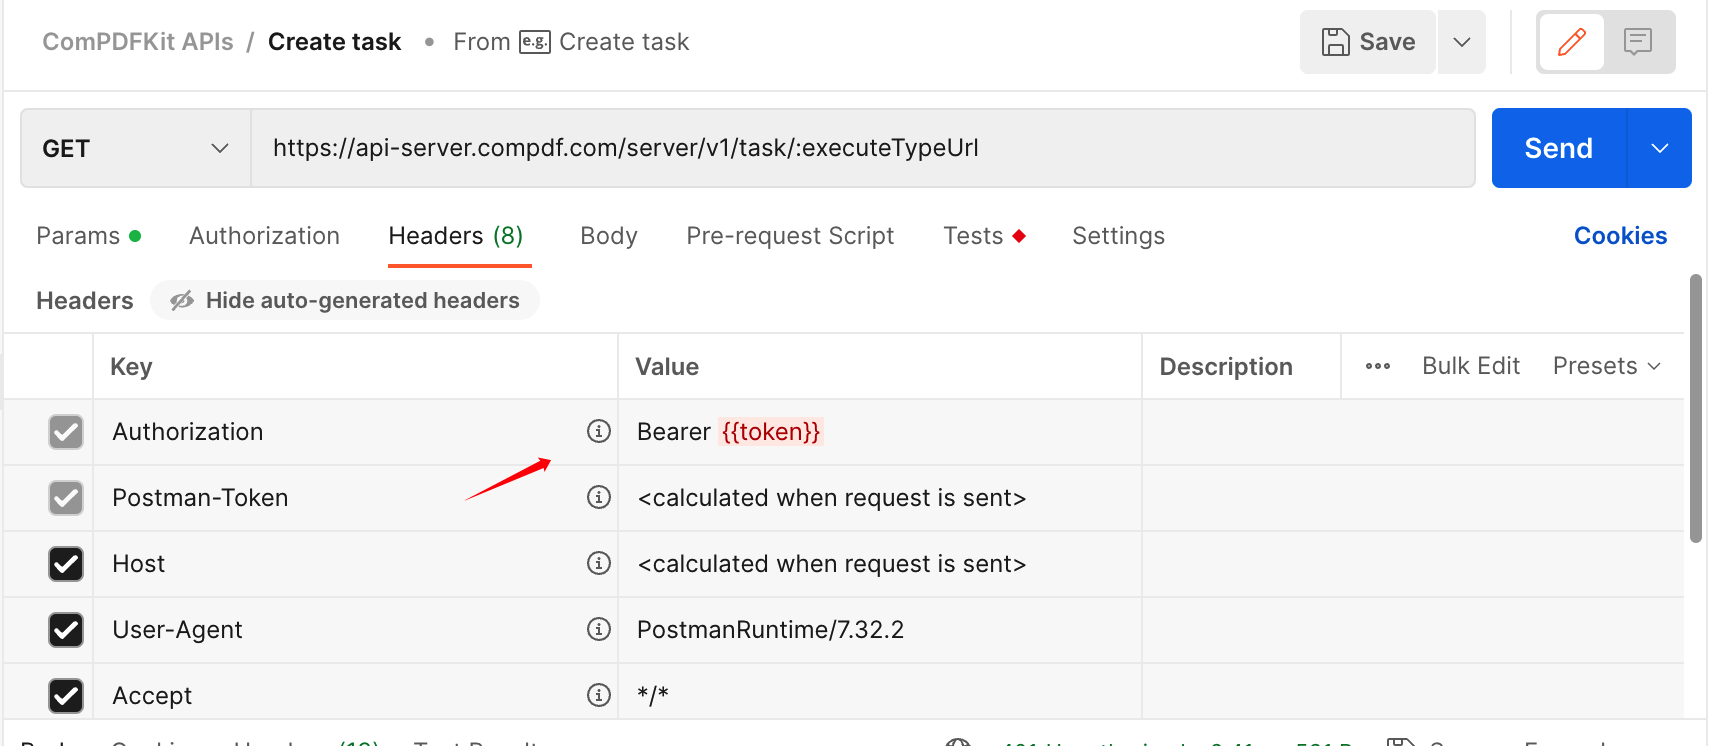 ComPDFKit APIs / Create task • From e.g. Create task
Save
GET
https://api-server.compdf.com/server/v1/task/:executeTypeUrl
Send
Params Authorization Headers (8) Body Pre-request Script Tests Settings Cookies
Headers Hide auto-generated headers
Key Value Description ••• Bulk Edit Presets
Authorization Bearer {{token}}
Postman-Token <calculated when request is sent>
Host <calculated when request is sent>
User-Agent PostmanRuntime/7.32.2
Accept */*